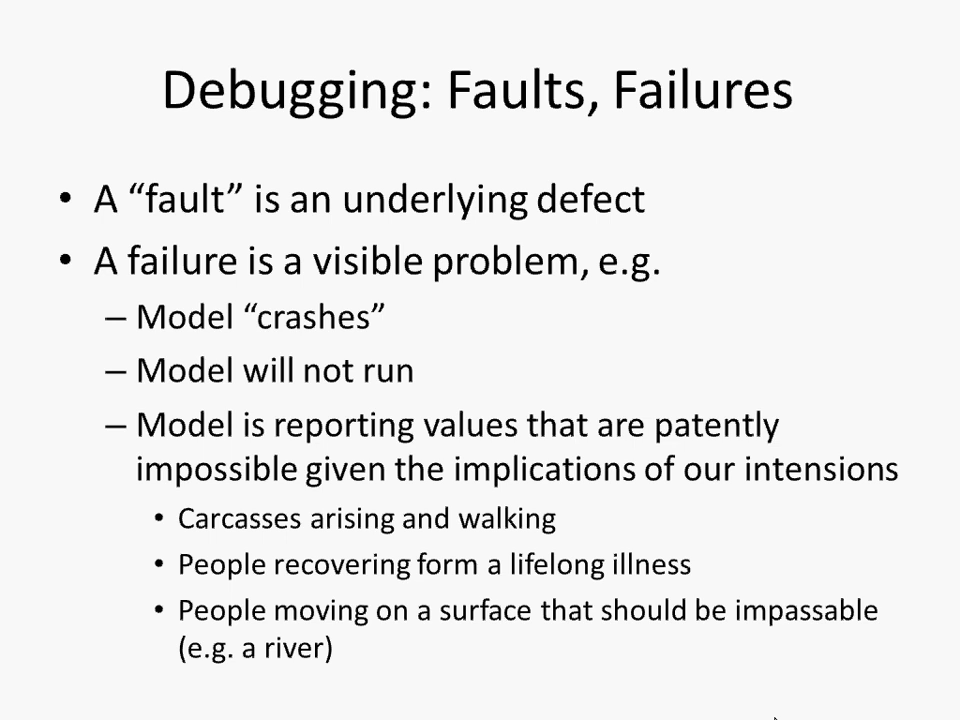 Debugging: Faults, Failures
• A “fault” is an underlying defect
• A failure is a visible problem, e.g.
– Model “crashes”
– Model will not run
– Model is reporting values that are patently
impossible given the implications of our intensions
• Carcasses arising and walking
• People recovering form a lifelong illness
• People moving on a surface that should be impassable
(e.g. a river)